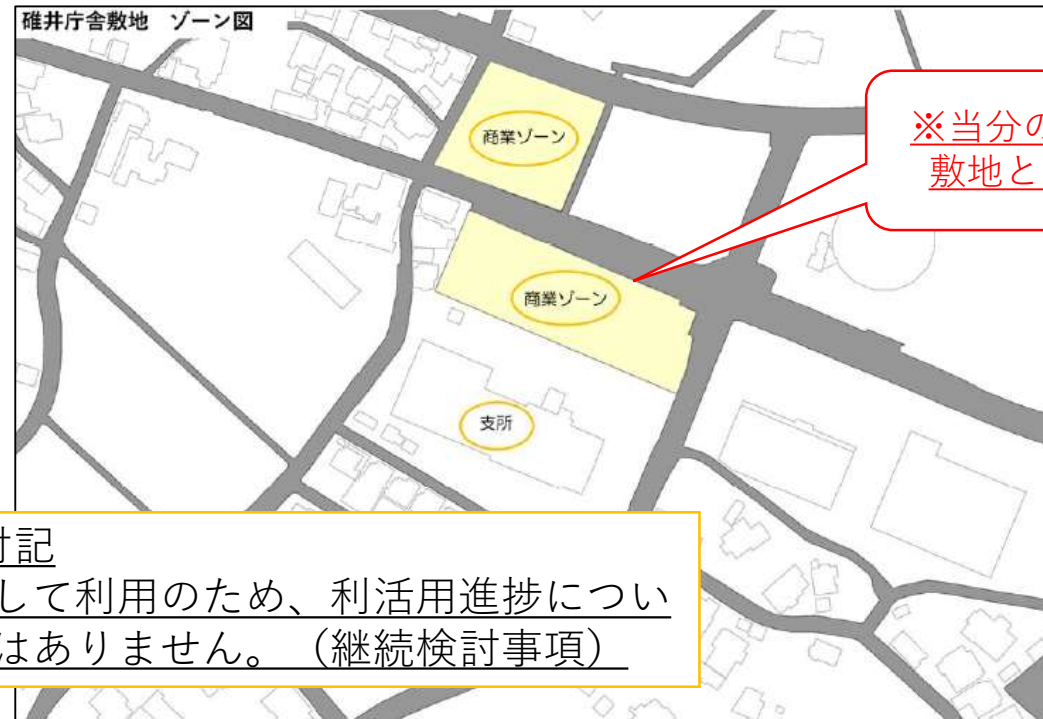 碓井庁舎敷地　ゾーン図
商業ゾーン
※当分の
敷地と
商業ゾーン
支所
付記
して利用のため、利活用進捗につい
はありません。（継続検討事項）